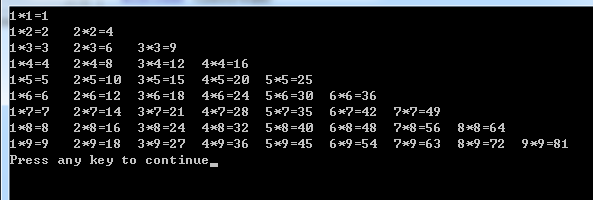 1*1=1
1*2=2 2*2=4
1*3=3 2*3=6 3*3=9
1*4=4 2*4=8 3*4=12 4*4=16
1*5=5 2*5=10 3*5=15 4*5=20 5*5=25
1*6=6 2*6=12 3*6=18 4*6=24 5*6=30 6*6=36
1*7=7 2*7=14 3*7=21 4*7=28 5*7=35 6*7=42 7*7=49
1*8=8 2*8=16 3*8=24 4*8=32 5*8=40 6*8=48 7*8=56 8*8=64
1*9=9 2*9=18 3*9=27 4*9=36 5*9=45 6*9=54 7*9=63 8*9=72 9*9=81
Press any key to continue_